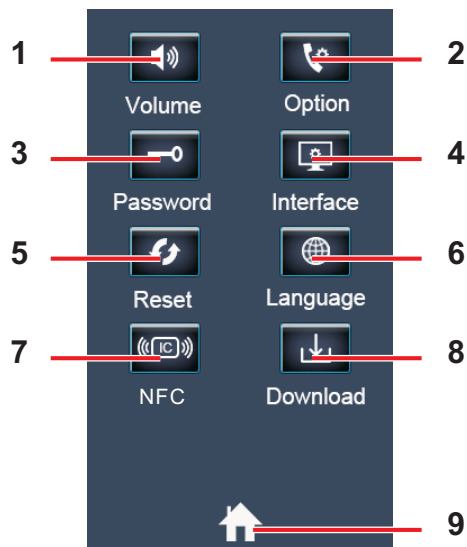 1 2
Volume Option
3 4
Password Interface
5 6
Reset Language
7 IC 8
NFC Download
9